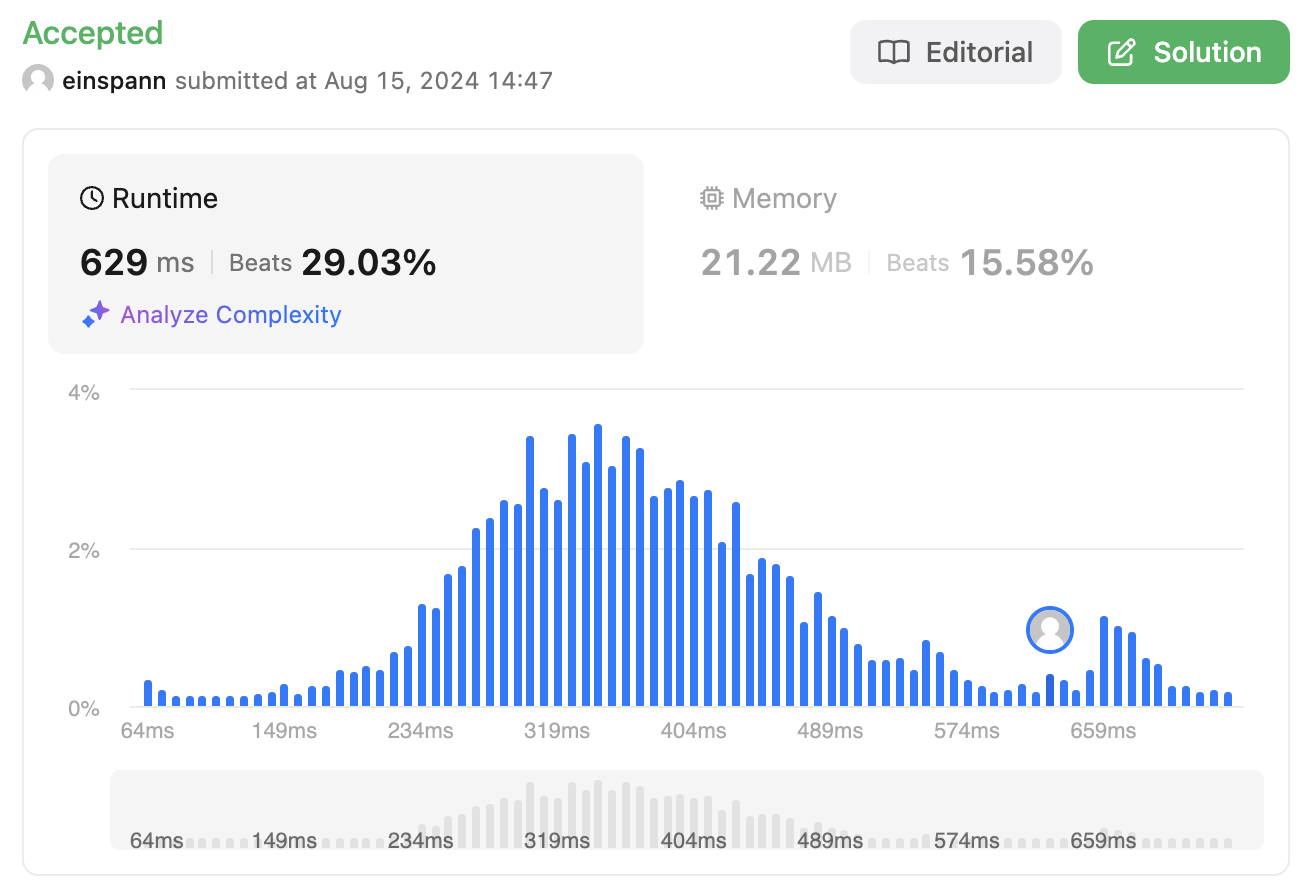 Accepted
einspann submitted at Aug 15, 2024 14:47
Editorial
Solution
Runtime
629 ms Beats 29.03%
Analyze Complexity
Memory
21.22 MB Beats 15.58%
4%
2%
0%
64ms 149ms 234ms 319ms 404ms 489ms 574ms 659ms
64ms 149ms 234ms 319ms 404ms 489ms 574ms 659ms